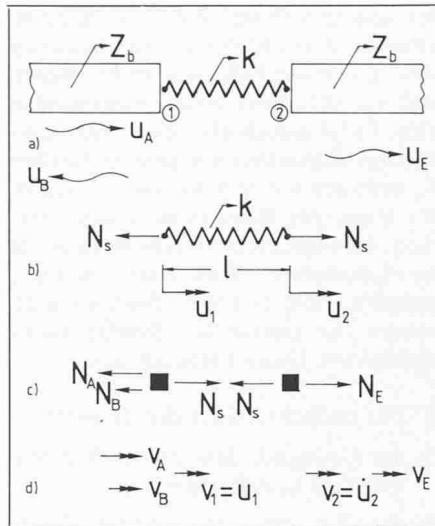 Z_b k Z_b
① ②
u_A
a) u_E
u_B
k
N_s N_s
b) l
u_1 u_2
N_A
c) N_B N_E
N_s N_s
v_A v_E
d) v_B v_1 = u̇_1 v_2 = u̇_2